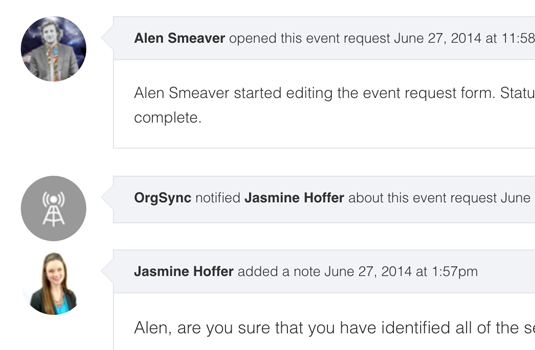 Alen Smeaver opened this event request June 27, 2014 at 11:58
Alen Smeaver started editing the event request form.
complete.
OrgSync notified Jasmine Hoffer about this event request June
Jasmine Hoffer added a note June 27, 2014 at 1:57pm
Alen, are you sure that you have identified all of the